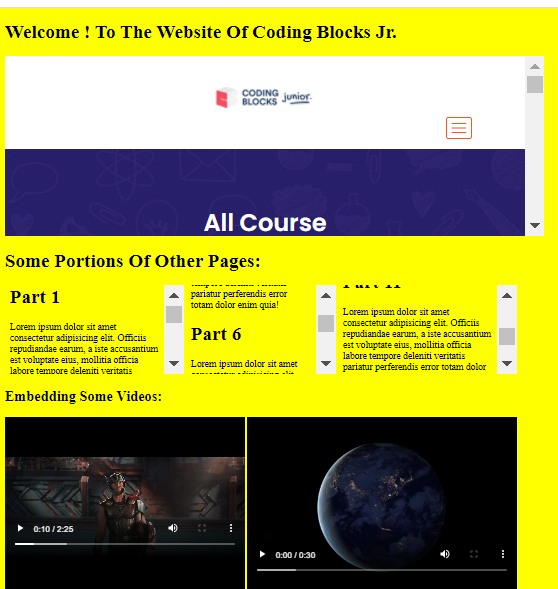 Welcome ! To The Website Of Coding Blocks Jr.
CODING
BLOCKS junior.
All Course
Some Portions Of Other Pages:
Part 1
Lorem ipsum dolor sit amet
consectetur adipisicing elit. Officiis
repudiandae earum, a iste accusantium
est voluptate eius, mollitia officia
labore tempore deleniti veritatis
pariatur perferendis error
totam dolor enim quia!
Part 6
Lorem ipsum dolor sit amet
consectetur adipisicing elit
Part 11
Lorem ipsum dolor sit amet
consectetur adipisicing elit. Officiis
repudiandae earum, a iste accusantium
est voluptate eius, mollitia officia
labore tempore deleniti veritatis
pariatur perferendis error totam dolor
Embedding Some Videos:
0:10 / 2:25
0:00 / 0:30